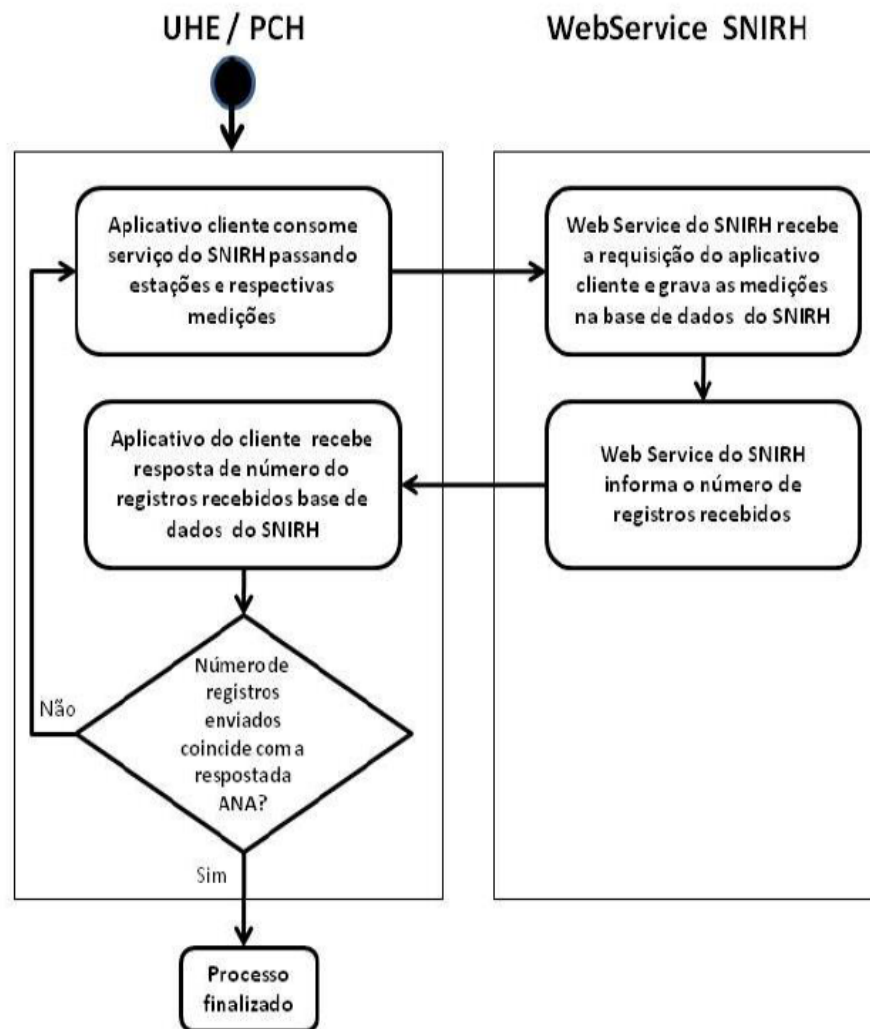 UHE / PCH
WebService SNIRH
Aplicativo cliente consome
serviço do SNIRH passando
estações e respectivas
medições
Web Service do SNIRH recebe
a requisição do aplicativo
cliente e grava as medições
na base de dados do SNIRH
Aplicativo do cliente recebe
resposta de número do
registros recebidos base de
dados do SNIRH
Web Service do SNIRH
informa o número de
registros recebidos
Número de
registros
enviados
coincide com a
resposta da
ANA?
Não
Sim
Processo
finalizado